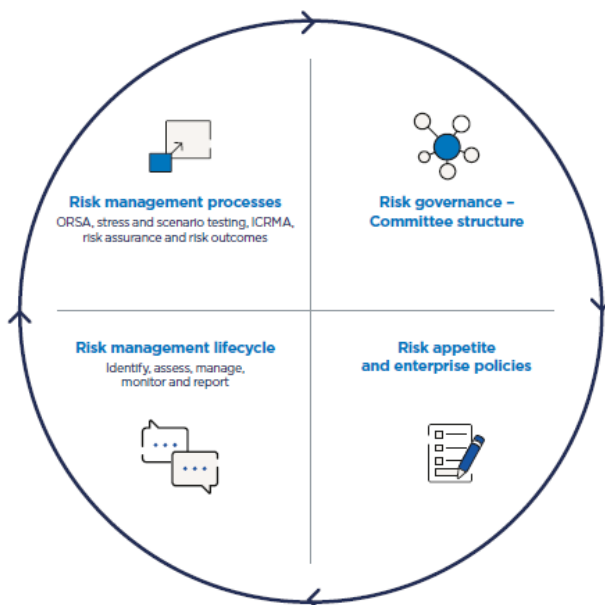 Risk management processes
ORSA, stress and scenario testing, ICRMA,
risk assurance and risk outcomes
Risk governance –
Committee structure
Risk management lifecycle
Identify, assess, manage,
monitor and report
Risk appetite
and enterprise policies